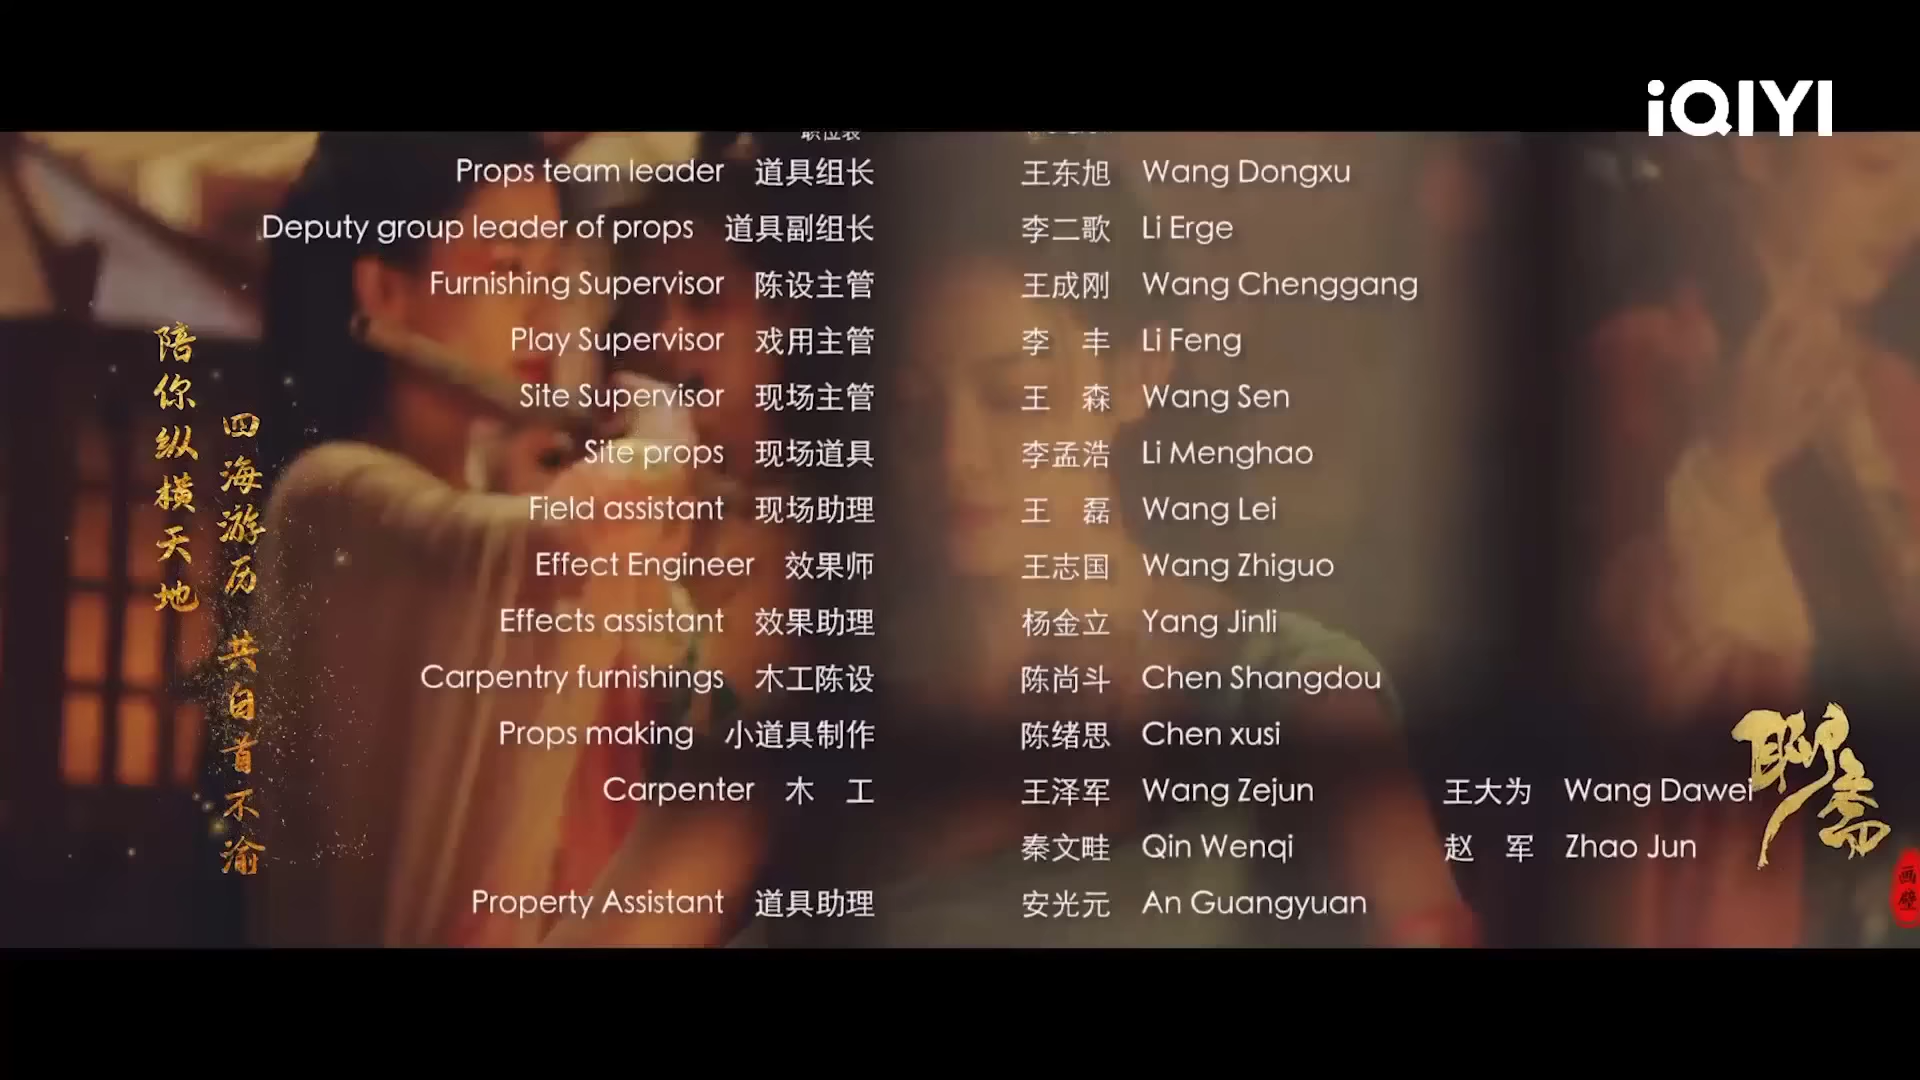 iQIYI
Props team leader 道具组长 王东旭 Wang Dongxu
Deputy group leader of props 道具副组长 李二歌 Li Erge
Furnishing Supervisor 陈设主管 王成刚 Wang Chenggang
Play Supervisor 戏用主管 李 丰 Li Feng
Site Supervisor 现场主管 王 森 Wang Sen
Site props 现场道具 李孟浩 Li Menghao
Field assistant 现场助理 王 磊 Wang Lei
Effect Engineer 效果师 王志国 Wang Zhiguo
Effects assistant 效果助理 杨金立 Yang Jinli
Carpentry furnishings 木工陈设 陈尚斗 Chen Shangdou
Props making 小道具制作 陈绪思 Chen xusi
Carpenter 木 工 王泽军 Wang Zejun 王大为 Wang Dawei
秦文畦 Qin Wenqi 赵 军 Zhao Jun
Property Assistant 道具助理 安光元 An Guangyuan
陪你纵横天地
四海游历 共白首不渝
聊斋
画壁